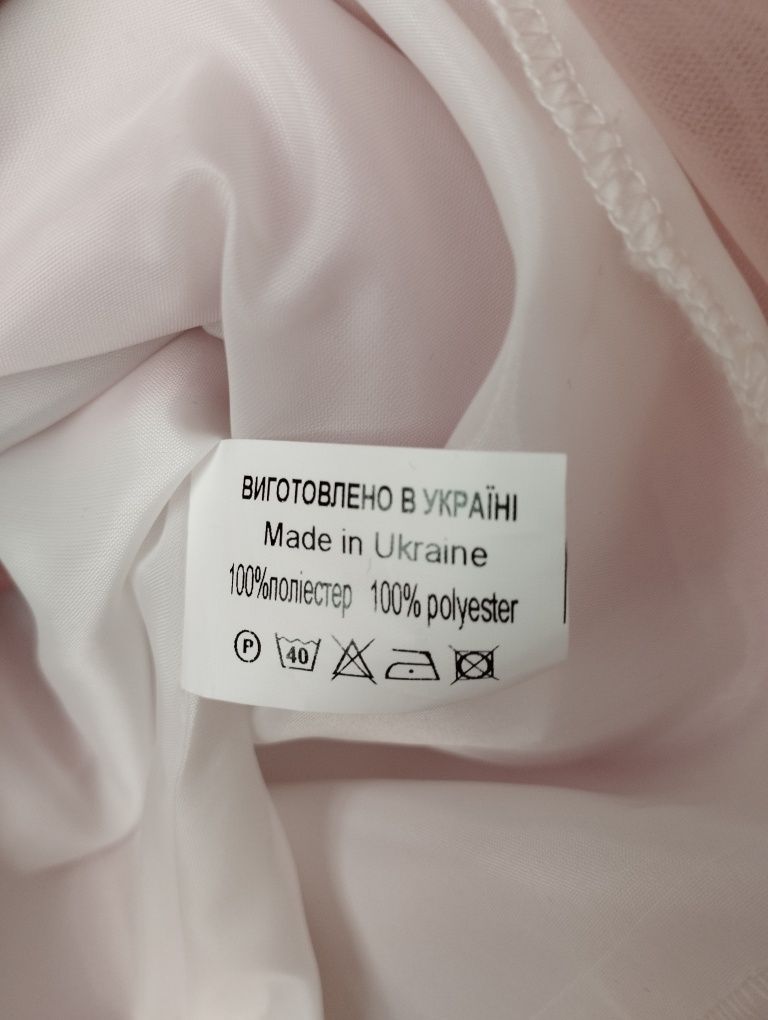 ВИГОТОВЛЕНО В УКРАЇНІ
Made in Ukraine
100%поліестер 100% polyester
P 40